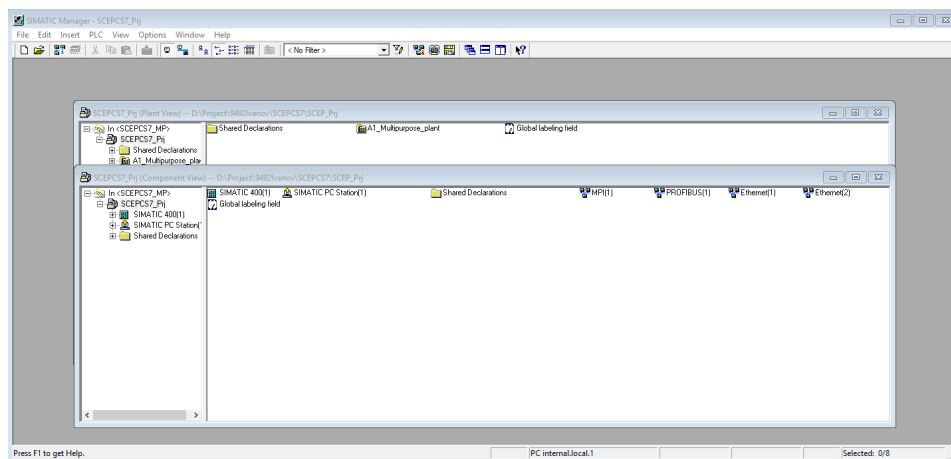 SIMATIC Manager - SCEPCS7_Prj
File Edit Insert PLC View Options Window Help
< No Filter >
SCEPCS7_Prj (Plant View) -- D:\Project\9492Ivanov\SCEPCS7\SCEP_Prj
In <SCEPCS7_MP> Shared Declarations A1_Multipurpose_plant Global labeling field
SCEPCS7_Prj
Shared Declarations
A1_Multipurpose_plar
SCEPCS7_Prj (Component View) -- D:\Project\9492Ivanov\SCEPCS7\SCEP_Prj
In <SCEPCS7_MP> SIMATIC 400(1) SIMATIC PC Station(1) Shared Declarations MPI(1) PROFIBUS(1) Ethernet(1) Ethernet(2)
SCEPCS7_Prj Global labeling field
SIMATIC 400(1)
SIMATIC PC Station(
Shared Declarations
Press F1 to get Help. PC internal.local.1 Selected: 0/8